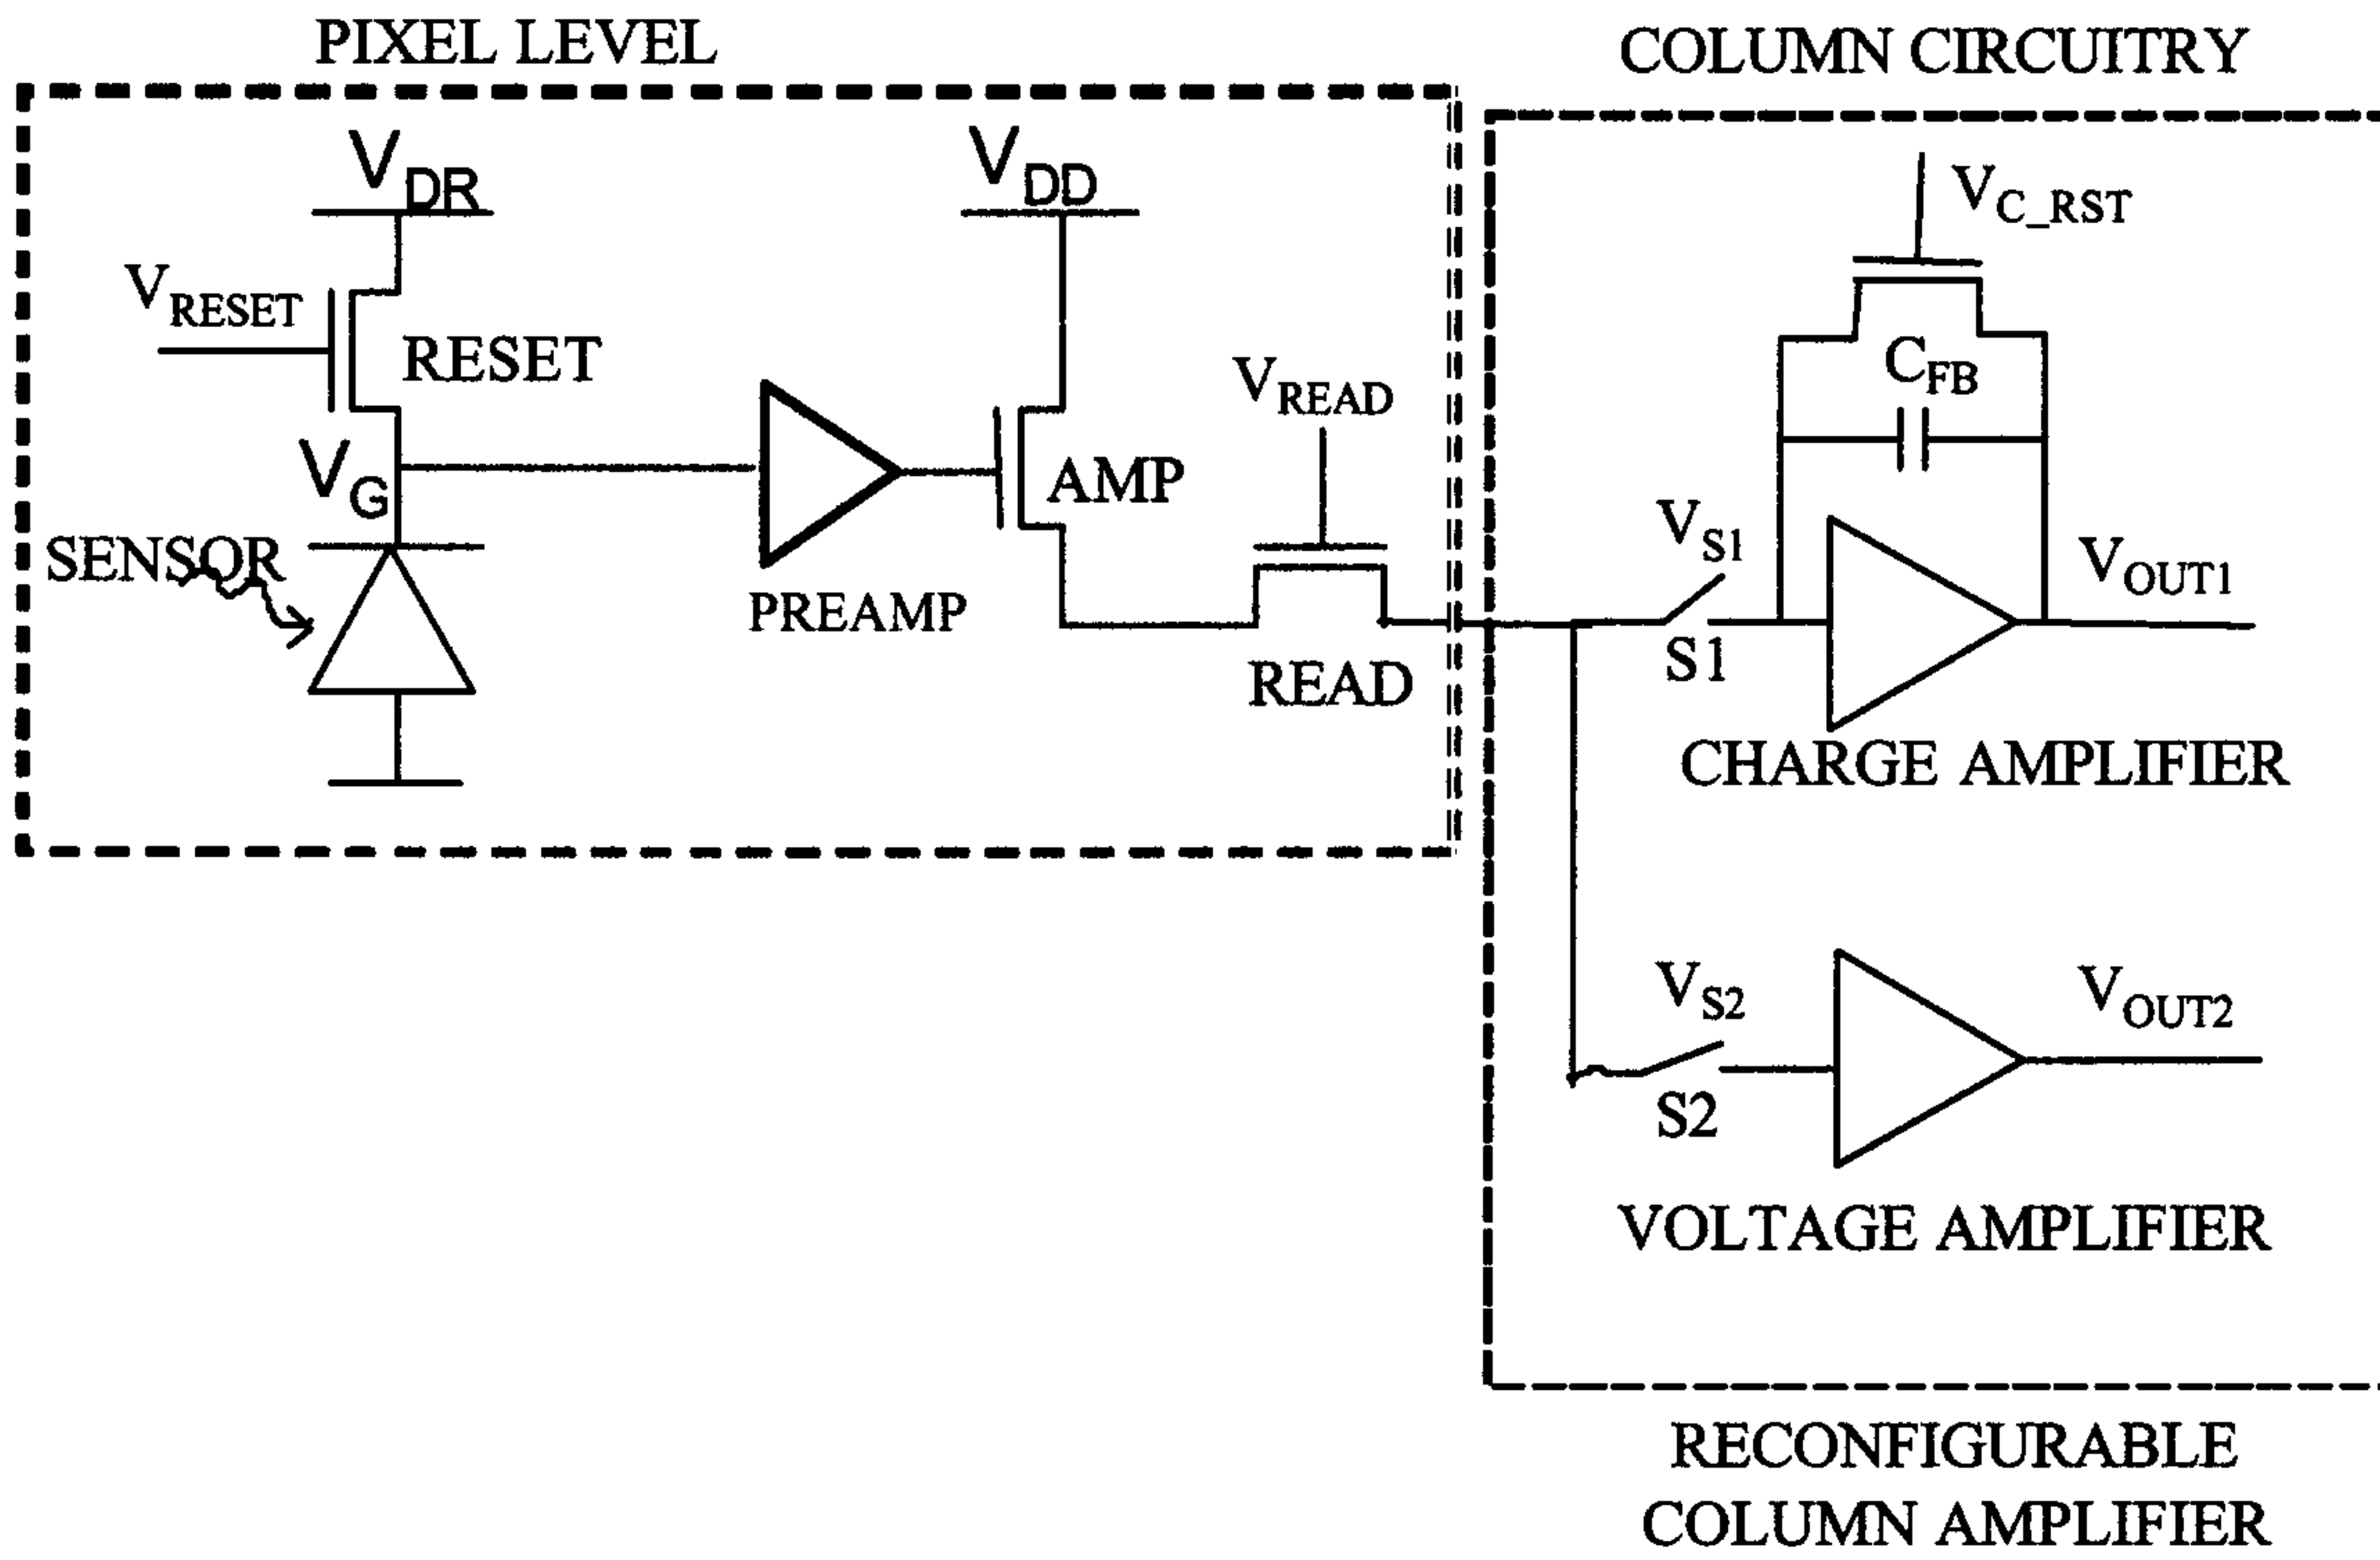 PIXEL LEVEL
COLUMN CIRCUITRY
VDR
VDD
VC_RST
VRESET
RESET
CFB
VREAD
VG
AMP
SENSOR
VS1
VOUT1
PREAMP
S1
READ
CHARGE AMPLIFIER
VS2
VOUT2
S2
VOLTAGE AMPLIFIER
RECONFIGURABLE
COLUMN AMPLIFIER